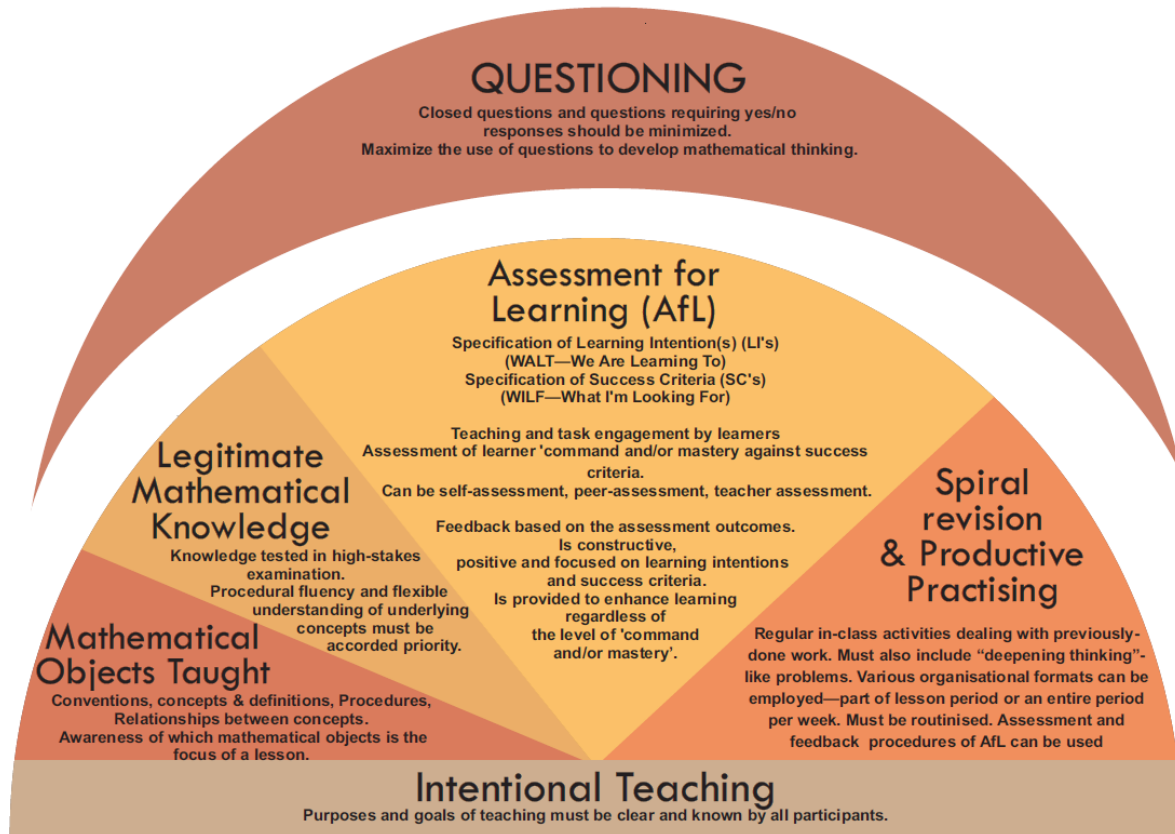 QUESTIONING
Closed questions and questions requiring yes/no
responses should be minimized.
Maximize the use of questions to develop mathematical thinking.
Assessment for
Learning (AfL)
Specification of Learning Intention(s) (LI's)
(WALT—We Are Learning To)
Specification of Success Criteria (SC's)
(WILF—What I'm Looking For)
Teaching and task engagement by learners
Assessment of learner 'command and/or mastery against success
criteria.
Can be self-assessment, peer-assessment, teacher assessment.
Feedback based on the assessment outcomes.
Is constructive,
positive and focused on learning intentions
and success criteria.
Is provided to enhance learning
regardless of
the level of 'command
and/or mastery’.
Legitimate
Mathematical
Knowledge
Knowledge tested in high-stakes
examination.
Procedural fluency and flexible
understanding of underlying
concepts must be
accorded priority.
Mathematical
Objects Taught
Conventions, concepts & definitions, Procedures,
Relationships between concepts.
Awareness of which mathematical objects is the
focus of a lesson.
Spiral
revision
& Productive
Practising
Regular in-class activities dealing with previously-
done work. Must also include “deepening thinking”-
like problems. Various organisational formats can be
employed—part of lesson period or an entire period
per week. Must be routinised. Assessment and
feedback procedures of AfL can be used
Intentional Teaching
Purposes and goals of teaching must be clear and known by all participants.